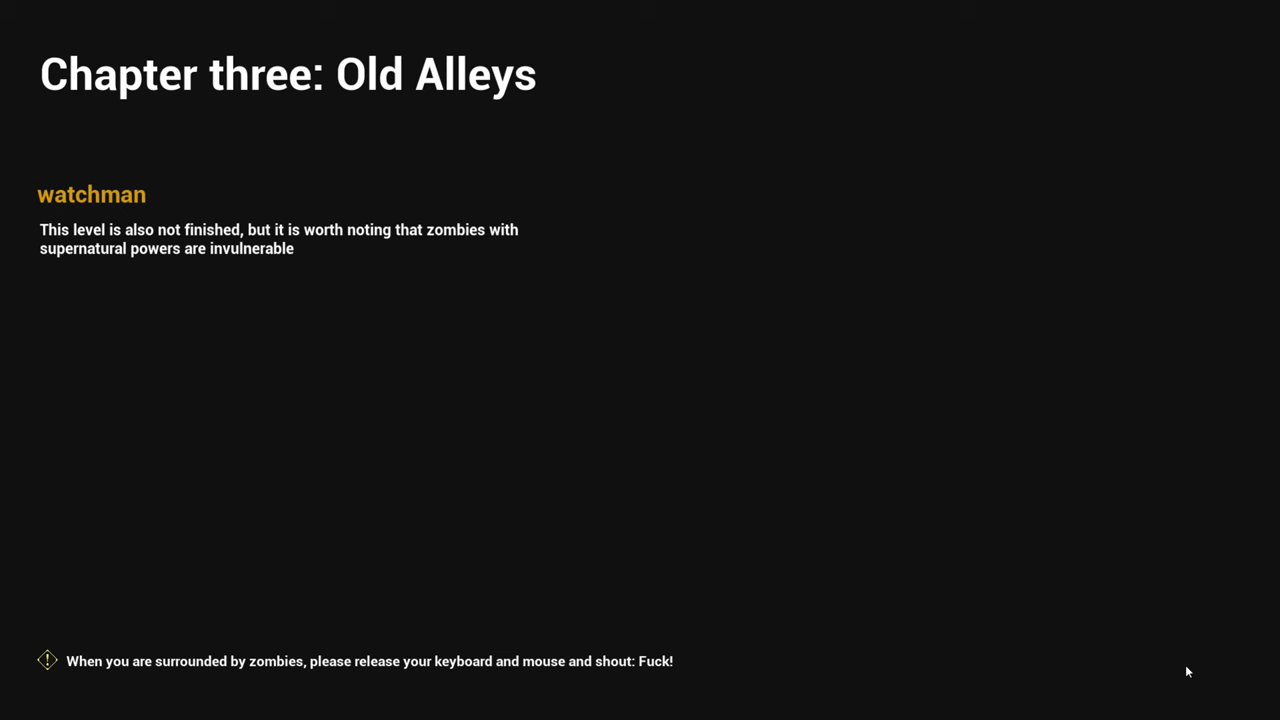 Chapter three: Old Alleys
watchman
This level is also not finished, but it is worth noting that zombies with
supernatural powers are invulnerable
When you are surrounded by zombies, please release your keyboard and mouse and shout: Fuck!